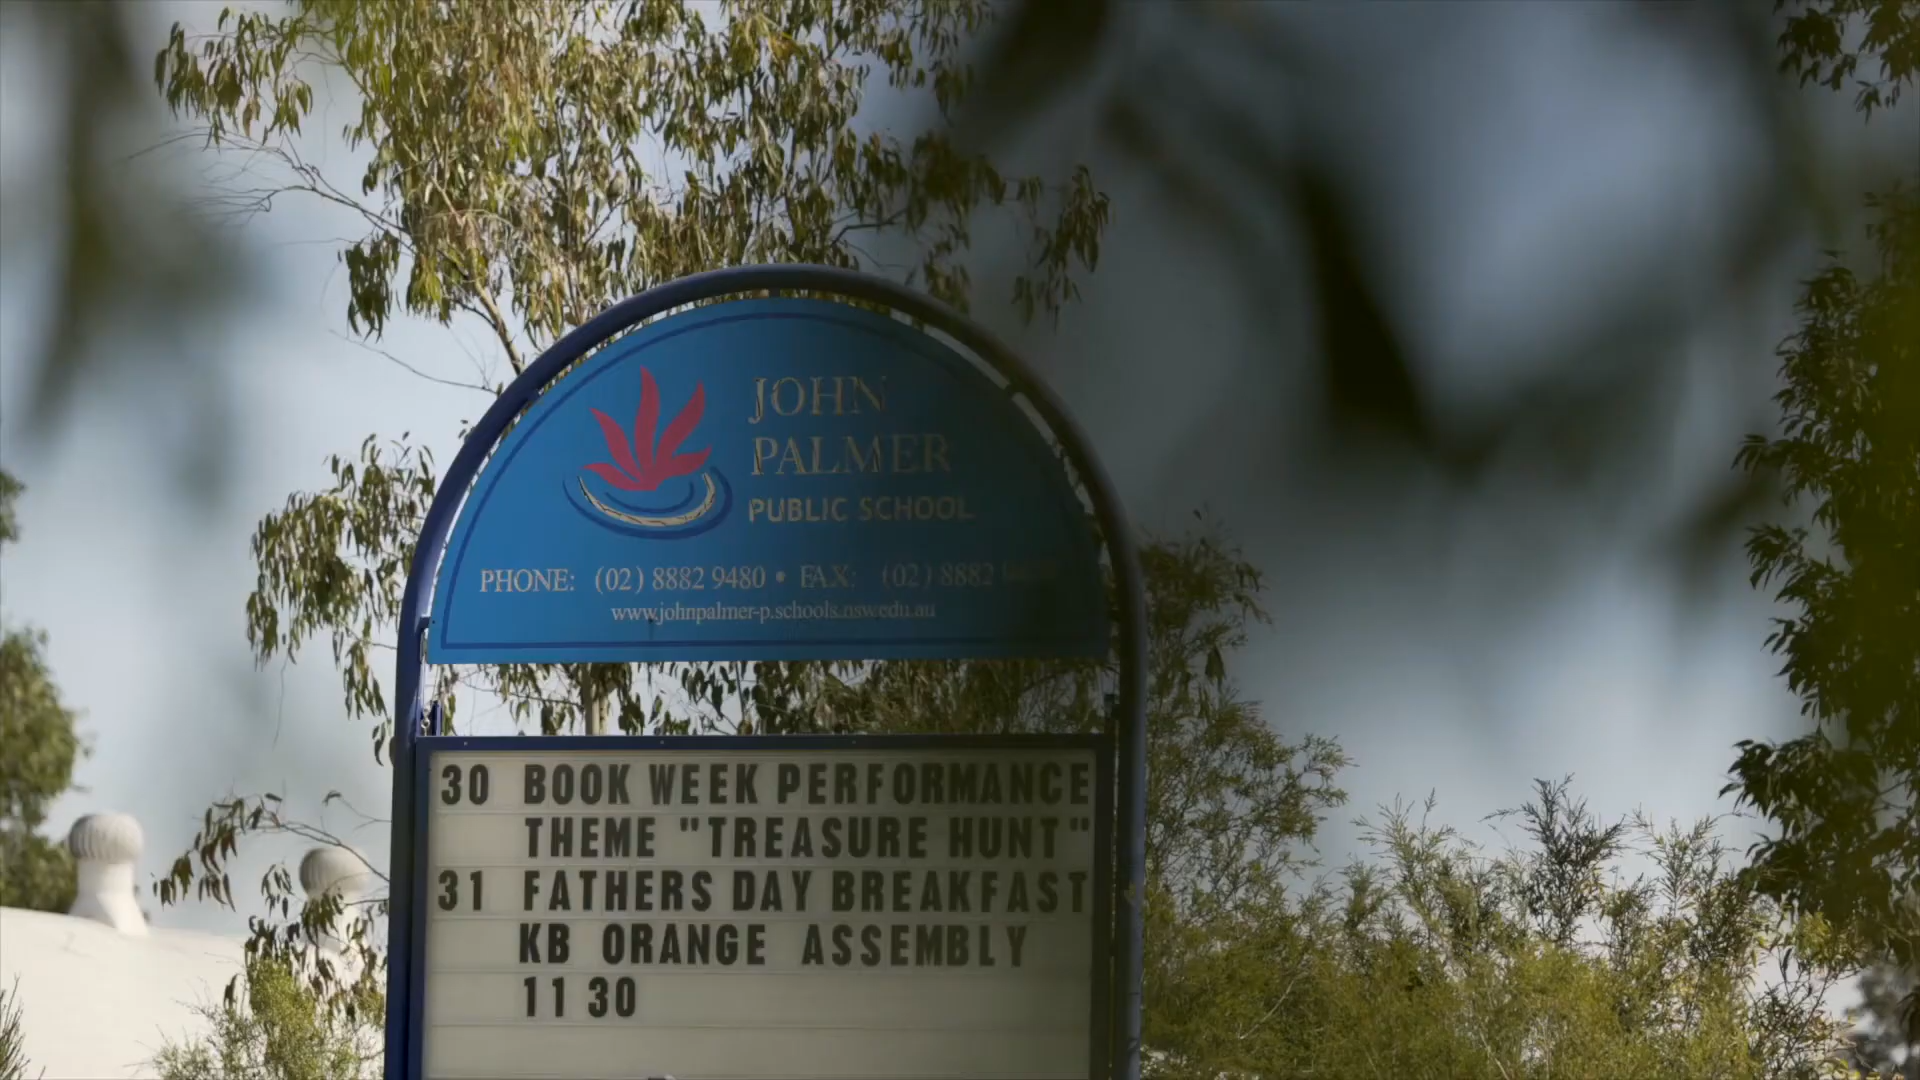 JOHN
PALMER
PUBLIC SCHOOL
PHONE: (02) 8882 9480 • FAX: (02) 8882
www.johnpalmer-p.schools.nsw.edu.au
30 BOOK WEEK PERFORMANCE
THEME "TREASURE HUNT"
31 FATHERS DAY BREAKFAST
KB ORANGE ASSEMBLY
11 30